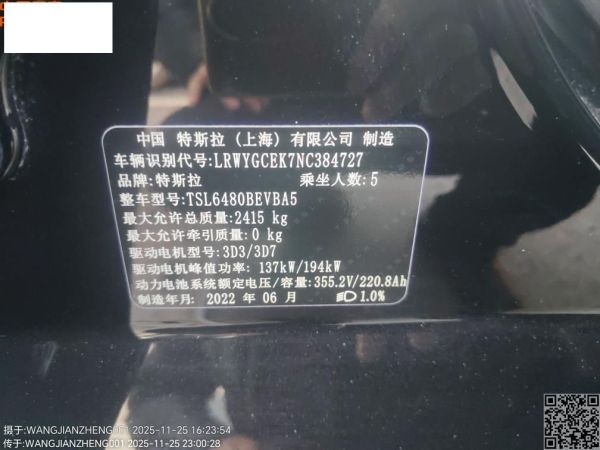 中国 特斯拉（上海）有限公司 制造
车辆识别代号:LRWYGCEK7NC384727
品牌:特斯拉 乘坐人数:5
整车型号:TSL6480BEVBA5
最大允许总质量:2415 kg
最大允许牵引质量:0 kg
驱动电机型号:3D3/3D7
驱动电机峰值功率: 137kW/194kW
动力电池系统额定电压/容量:355.2V/220.8Ah
制造年月: 2022 年 06 月 1.0%
摄于:WANGJIANZHENG001 2025-11-25 16:23:54
传于:WANGJIANZHENG001 2025-11-25 23:00:28